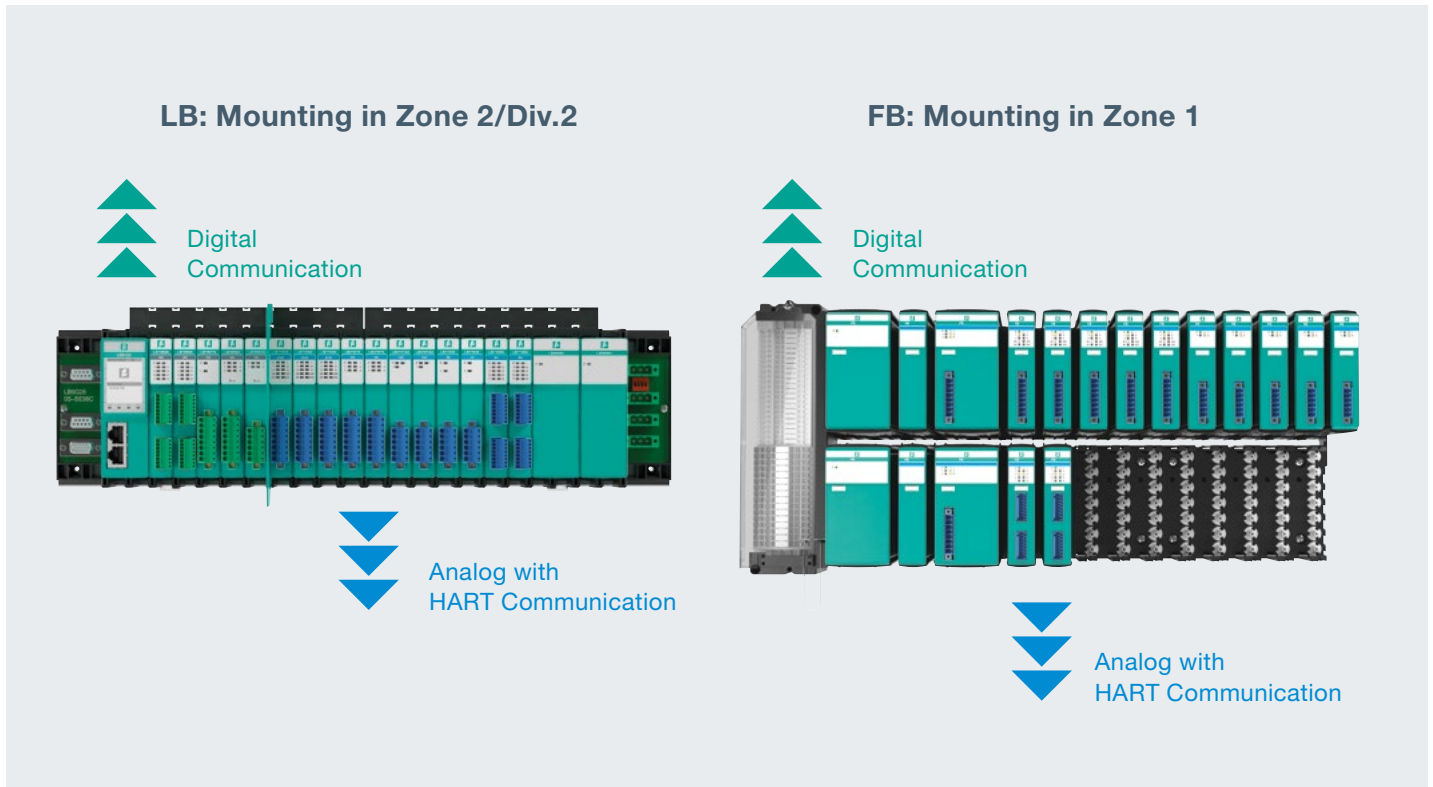 LB: Mounting in Zone 2/Div.2
Digital
Communication
Analog with
HART Communication
FB: Mounting in Zone 1
Digital
Communication
Analog with
HART Communication